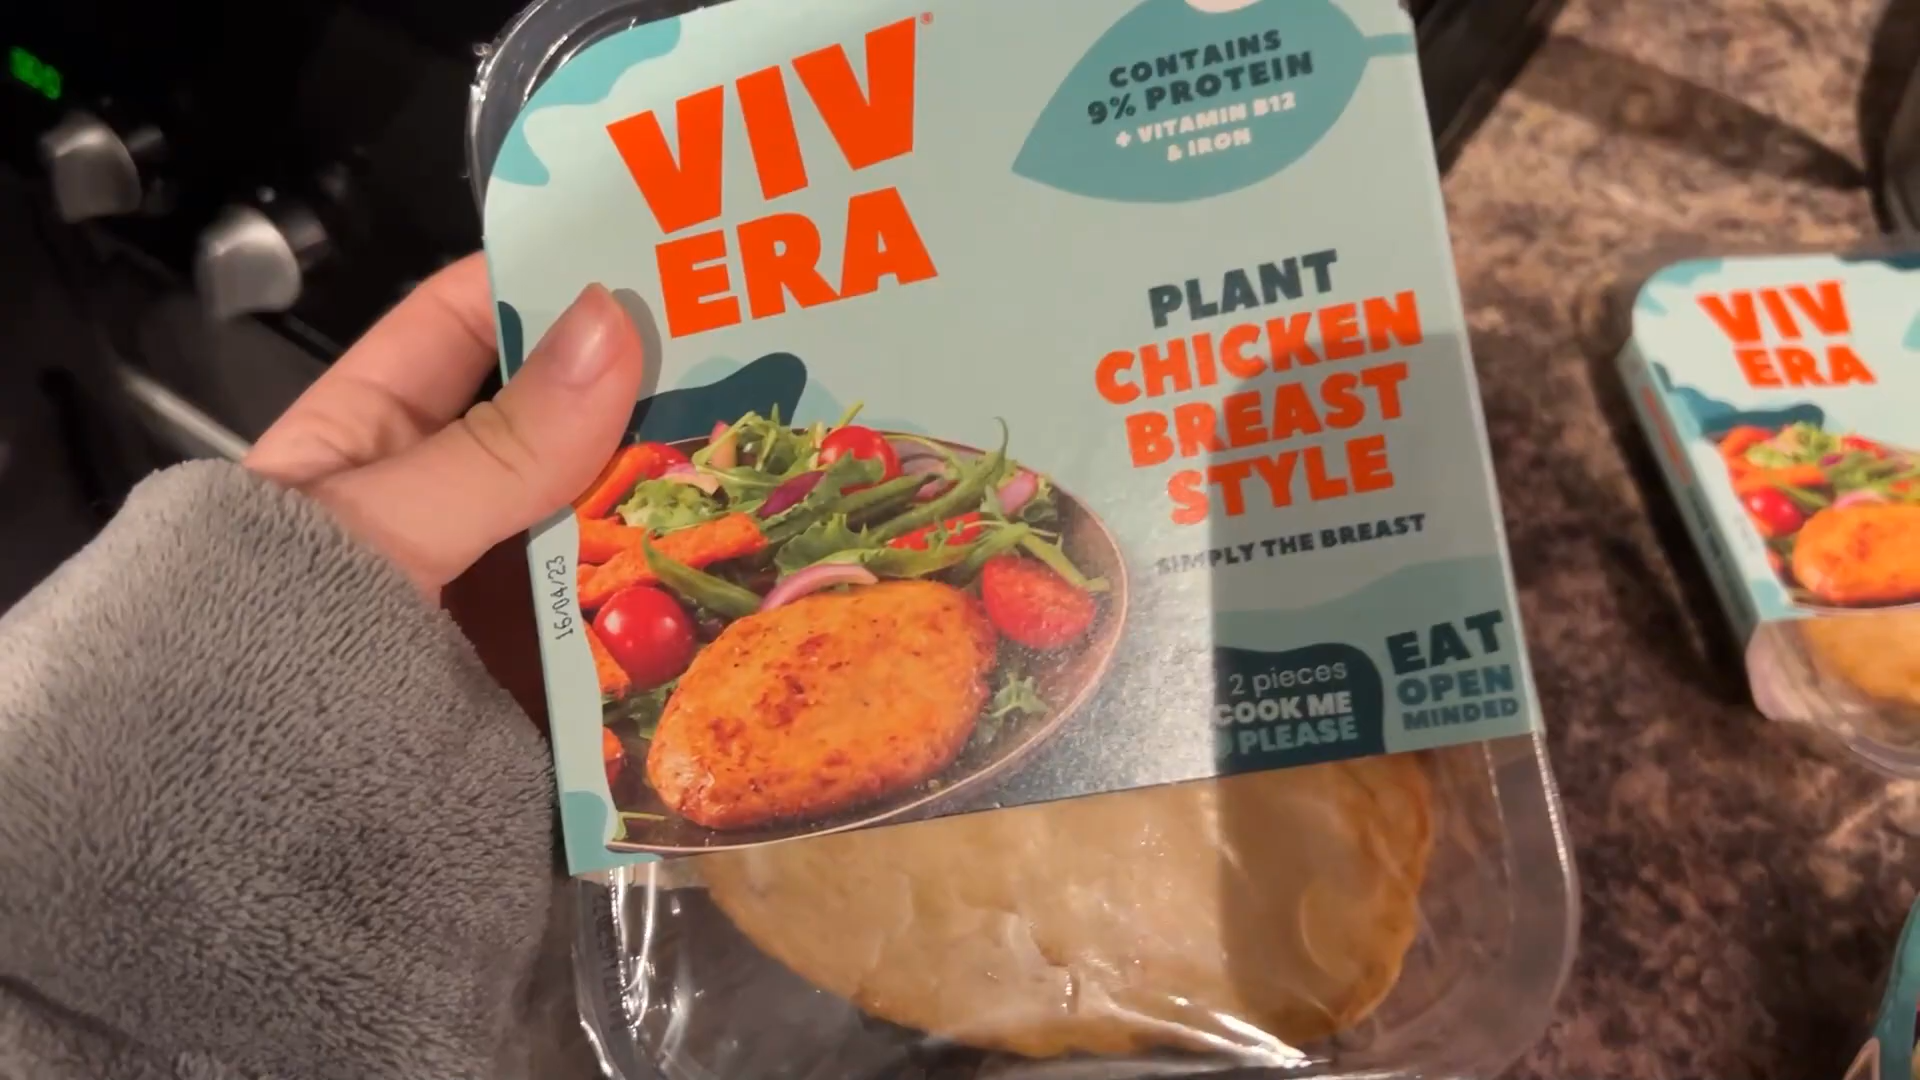 VIV
ERA
CONTAINS
9% PROTEIN
+ VITAMIN B12
& IRON
PLANT
CHICKEN
BREAST
STYLE
SIMPLY THE BREAST
16/04/23
2 pieces
COOK ME
PLEASE
EAT
OPEN
MINDED
VIV
ERA